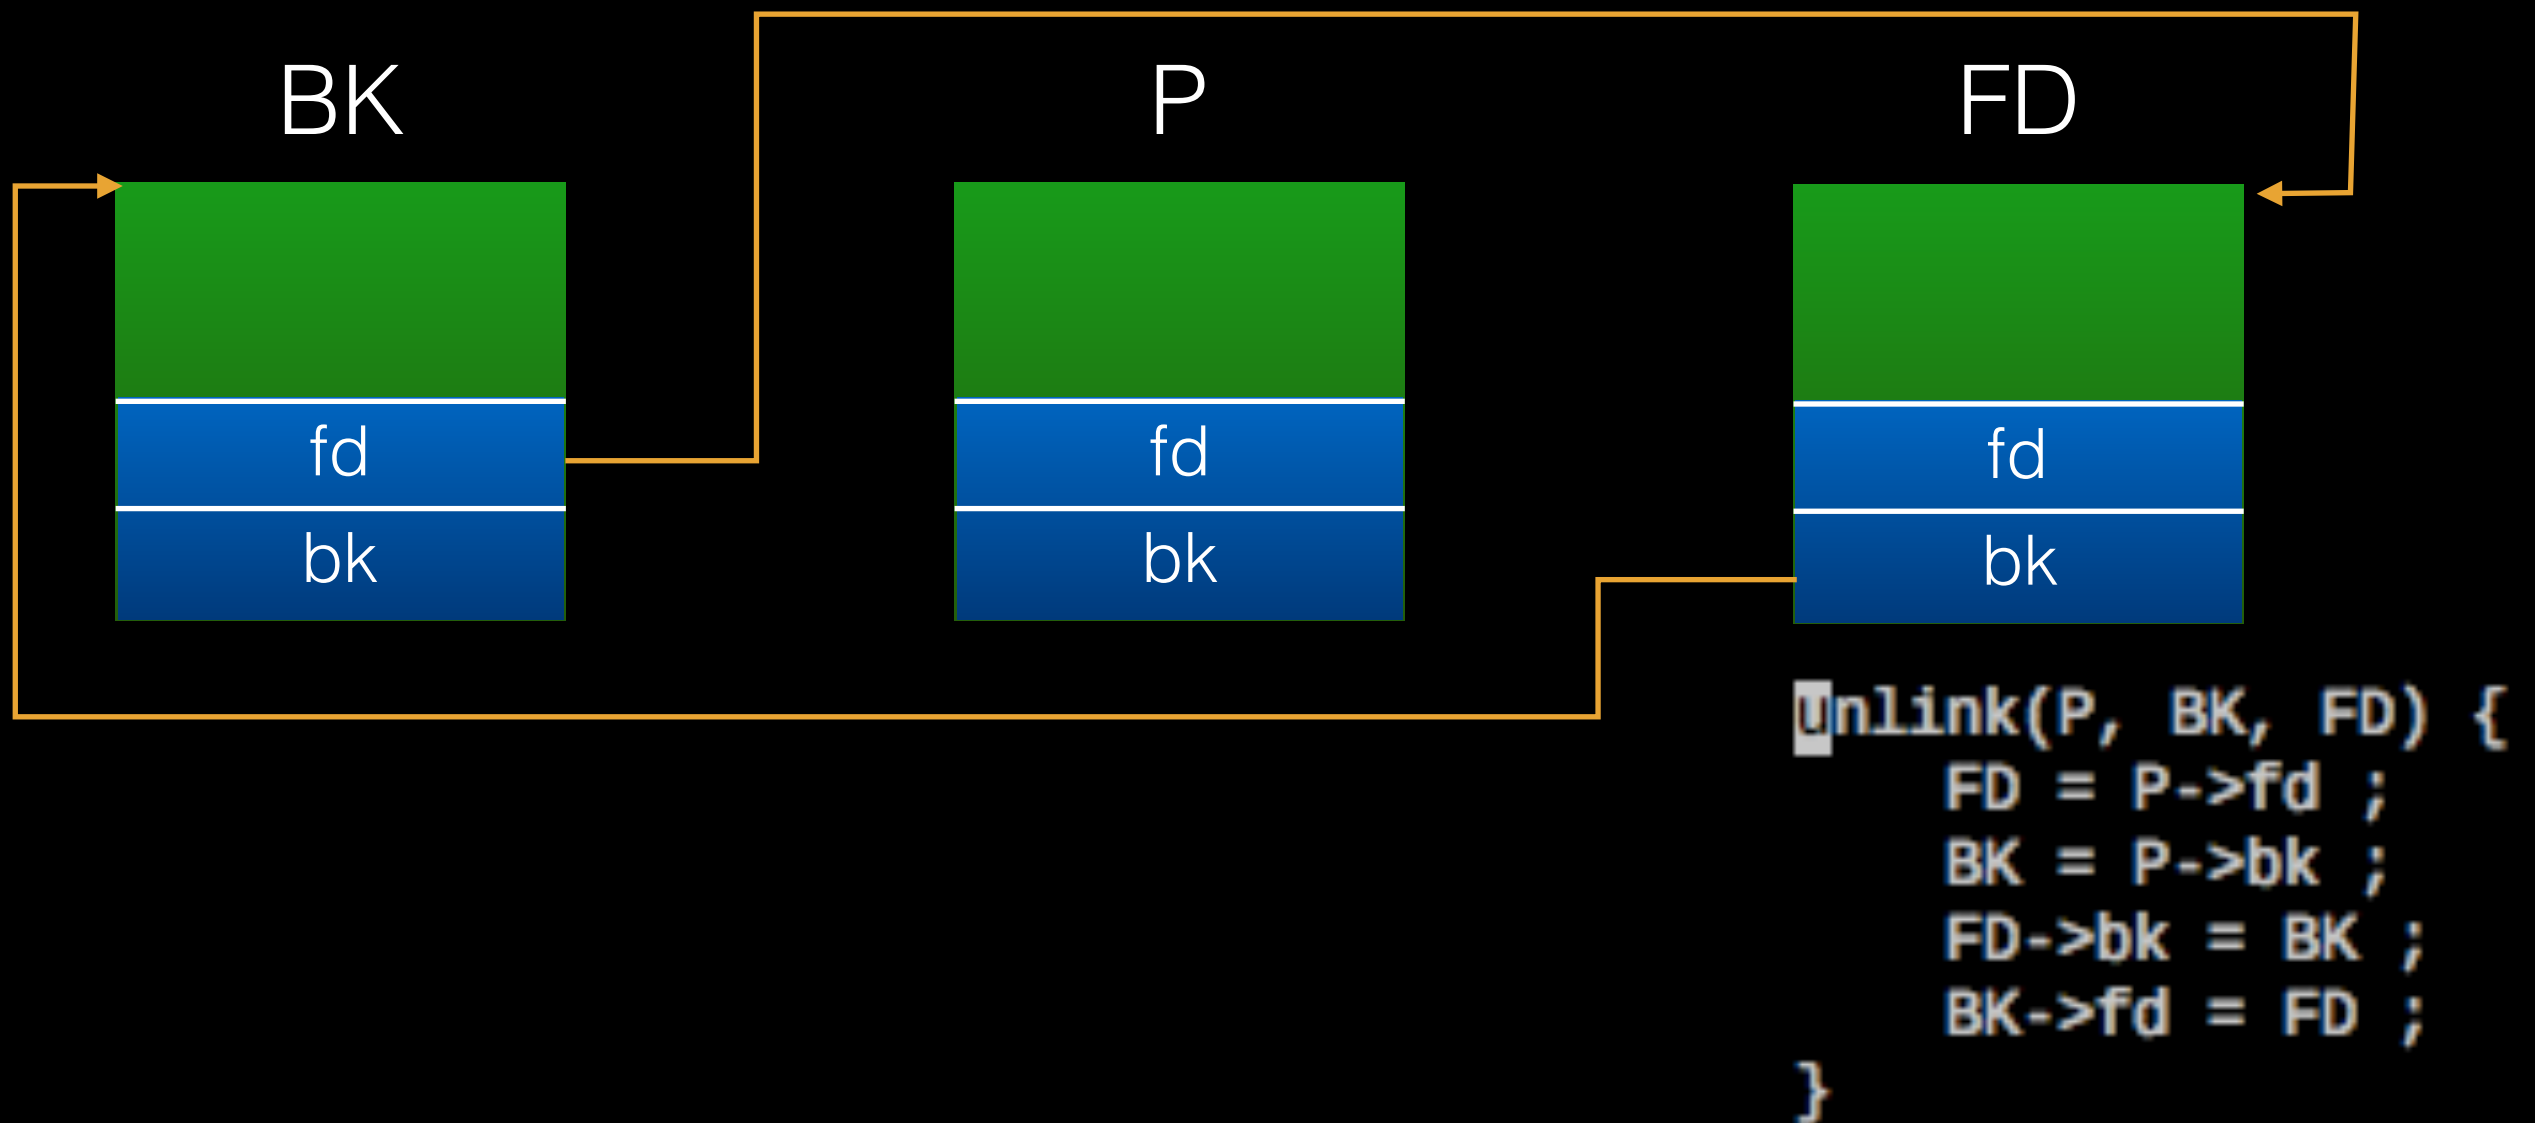 BK P FD
fd fd fd
bk bk bk
unlink(P, BK, FD) {
FD = P->fd ;
BK = P->bk ;
FD->bk = BK ;
BK->fd = FD ;
}